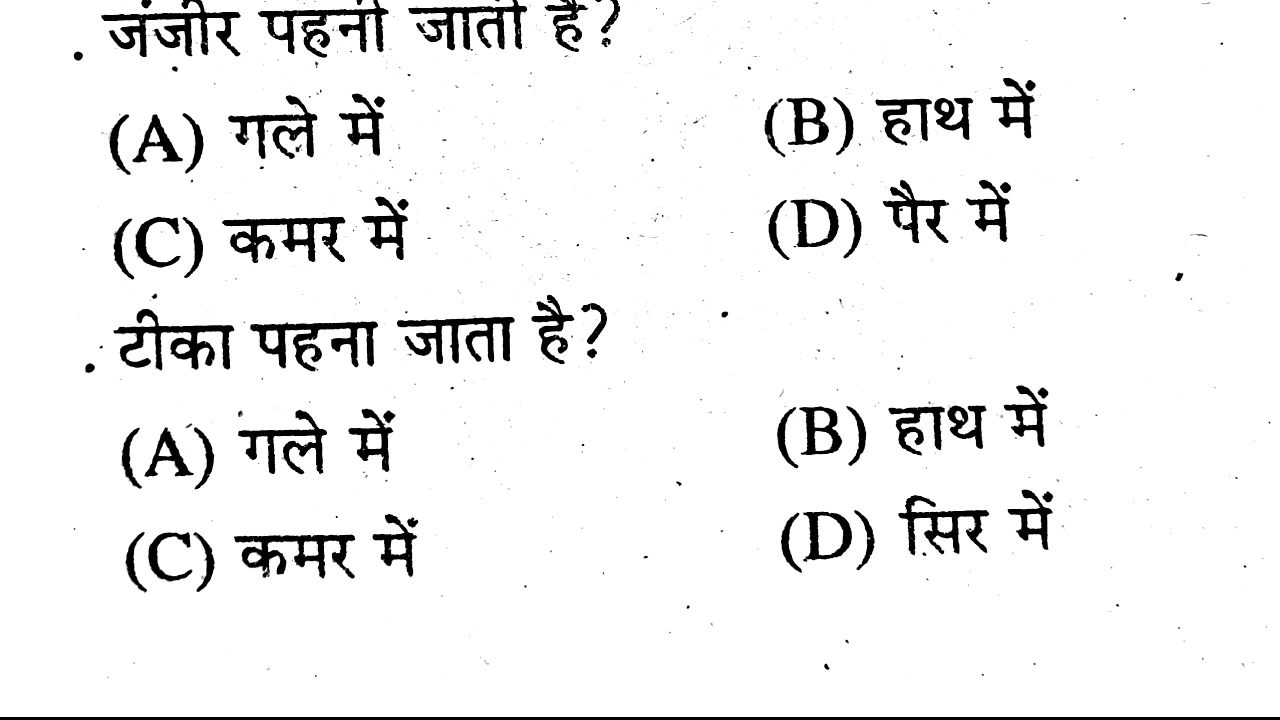 . जंजीर पहनी जाती है?
(A) गले में (B) हाथ में
(C) कमर में (D) पैर में
. टीका पहना जाता है?
(A) गले में (B) हाथ में
(C) कमर में (D) सिर में